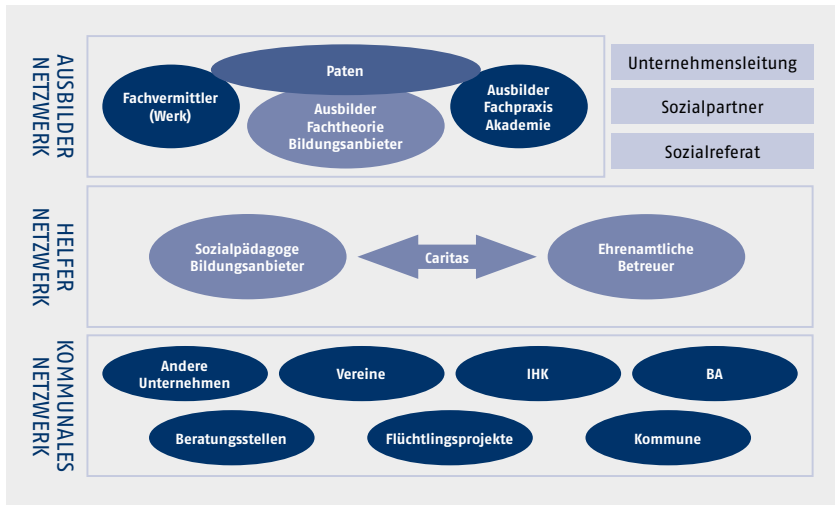 AUSBILDER
NETZWERK
Paten
Fachvermittler
(Werk)
Ausbilder
Fachtheorie
Bildungsanbieter
Ausbilder
Fachpraxis
Akademie
Unternehmensleitung
Sozialpartner
Sozialreferat
HELFER
NETZWERK
Sozialpädagoge
Bildungsanbieter
Caritas
Ehrenamtliche
Betreuer
KOMMUNALES
NETZWERK
Andere
Unternehmen
Vereine
IHK
BA
Beratungsstellen
Flüchtlingsprojekte
Kommune